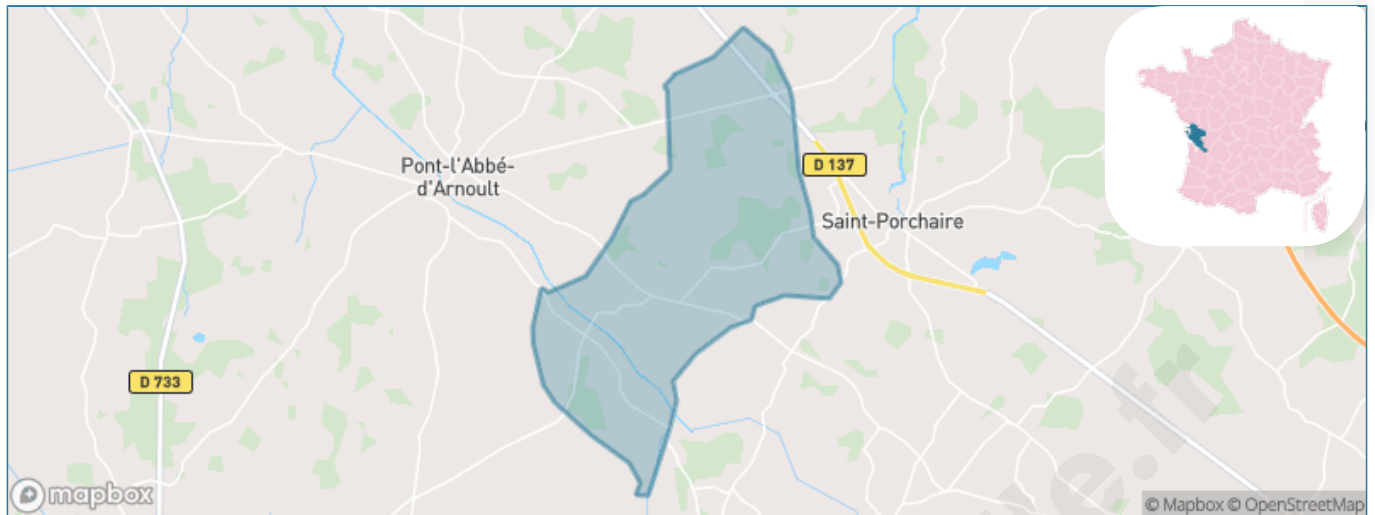 Pont-l'Abbé-
d'Arnoult
D 137
Saint-Porchaire
D 733
mapbox
© Mapbox © OpenStreetMap